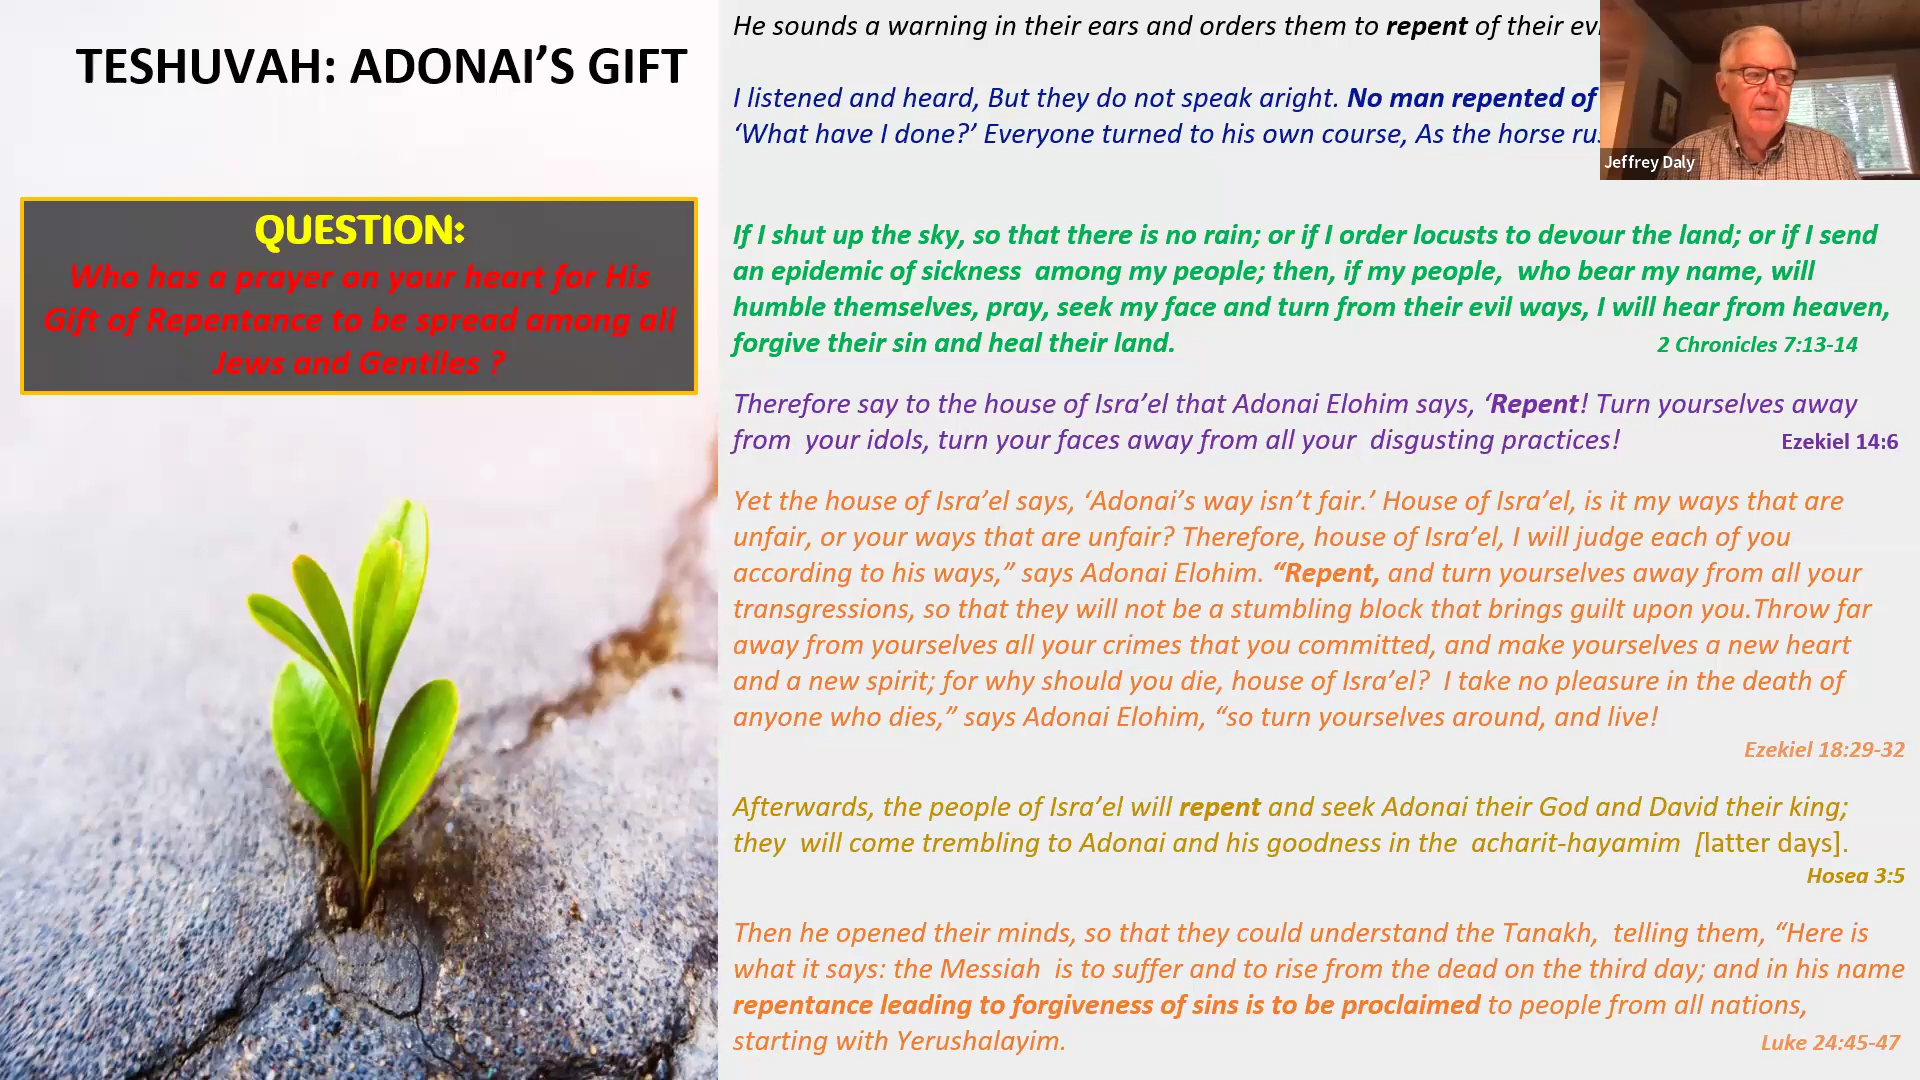 TESHUVAH: ADONAI’S GIFT
QUESTION:
Who has a prayer on your heart for His
Gift of Repentance to be spread among all
Jews and Gentiles ?
He sounds a warning in their ears and orders them to repent of their
I listened and heard, But they do not speak aright. No man repented of
‘What have I done?’ Everyone turned to his own course, As the horse
Jeffrey Daly
If I shut up the sky, so that there is no rain; or if I order locusts to devour the land; or if I send
an epidemic of sickness among my people; then, if my people, who bear my name, will
humble themselves, pray, seek my face and turn from their evil ways, I will hear from heaven,
forgive their sin and heal their land. 2 Chronicles 7:13-14
Therefore say to the house of Isra’el that Adonai Elohim says, ‘Repent! Turn yourselves away
from your idols, turn your faces away from all your disgusting practices! Ezekiel 14:6
Yet the house of Isra’el says, ‘Adonai’s way isn’t fair.’ House of Isra’el, is it my ways that are
unfair, or your ways that are unfair? Therefore, house of Isra’el, I will judge each of you
according to his ways,” says Adonai Elohim. “Repent, and turn yourselves away from all your
transgressions, so that they will not be a stumbling block that brings guilt upon you.Throw far
away from yourselves all your crimes that you committed, and make yourselves a new heart
and a new spirit; for why should you die, house of Isra’el? I take no pleasure in the death of
anyone who dies,” says Adonai Elohim, “so turn yourselves around, and live!
Ezekiel 18:29-32
Afterwards, the people of Isra’el will repent and seek Adonai their God and David their king;
they will come trembling to Adonai and his goodness in the acharit-hayamim [latter days].
Hosea 3:5
Then he opened their minds, so that they could understand the Tanakh, telling them, “Here is
what it says: the Messiah is to suffer and to rise from the dead on the third day; and in his name
repentance leading to forgiveness of sins is to be proclaimed to people from all nations,
starting with Yerushalayim. Luke 24:45-47